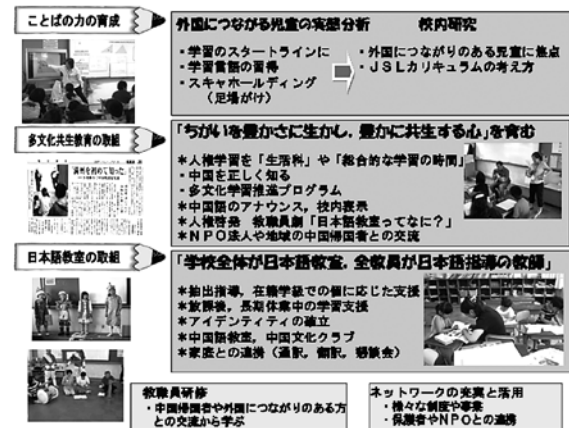 ことばの力の育成
外国につながる児童の実態分析　校内研究
・学習のスタートラインに
・学習言語の習得
・スキャホールディング
（足場がけ）
・外国につながりのある児童に焦点
・JSLカリキュラムの考え方
多文化共生教育の取組
「ちがいを豊かさに生かし，豊かに共生する心」を育む
＊人権学習を「生活科」や「総合的な学習の時間」
・中国を正しく知る
・多文化学習推進プログラム
＊中国語のアナウンス，校内表示
＊人権啓発　教職員劇「日本語教室ってなに？」
＊NPO法人や地域の中国帰国者との交流
日本語教室の取組
「学校全体が日本語教室，全教員が日本語指導の教師」
＊抽出指導，在籍学級での個に応じた支援
＊放課後，長期休業中の学習支援
＊アイデンティティの確立
＊中国語教室，中国文化クラブ
＊家庭との連携（通訳，翻訳，懇談会）
教職員研修
・中国帰国者や外国につながりのある方
との交流から学ぶ
ネットワークの充実と活用
・様々な制度や事業
・保護者やNPOとの連携